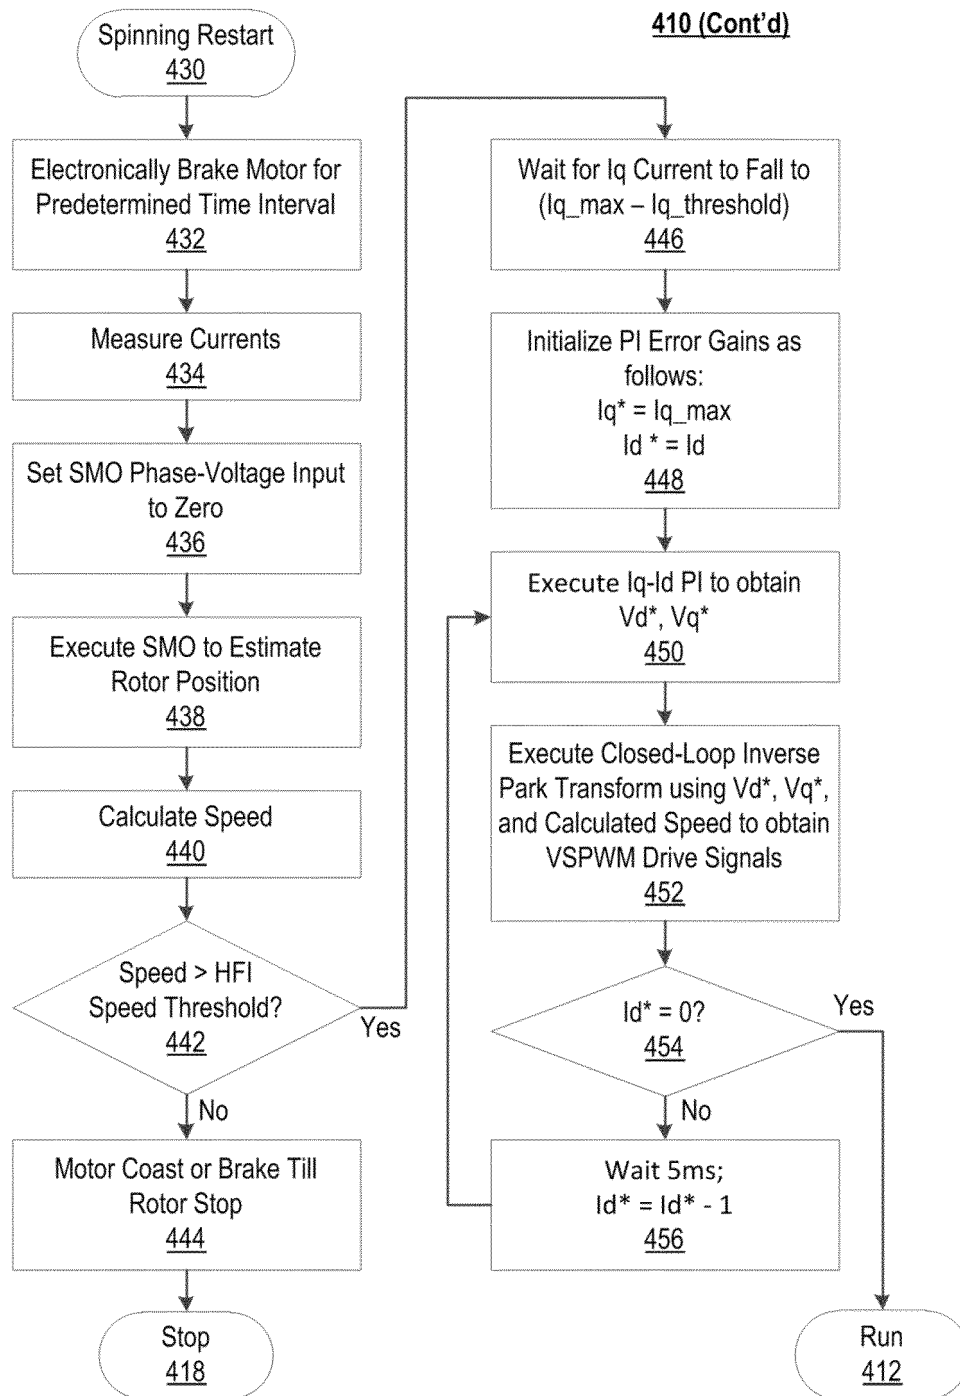 410 (Cont'd)
Spinning Restart
430
Electronically Brake Motor for
Predetermined Time Interval
432
Measure Currents
434
Set SMO Phase-Voltage Input
to Zero
436
Execute SMO to Estimate
Rotor Position
438
Calculate Speed
440
Speed > HFI
Speed Threshold?
442
Yes
No
Motor Coast or Brake Till
Rotor Stop
444
Stop
418
Wait for Iq Current to Fall to
(Iq_max – Iq_threshold)
446
Initialize PI Error Gains as
follows:
Iq* = Iq_max
Id * = Id
448
Execute Iq-Id PI to obtain
Vd*, Vq*
450
Execute Closed-Loop Inverse
Park Transform using Vd*, Vq*,
and Calculated Speed to obtain
VSPWM Drive Signals
452
Id* = 0?
454
Yes
No
Wait 5ms;
Id* = Id* - 1
456
Run
412